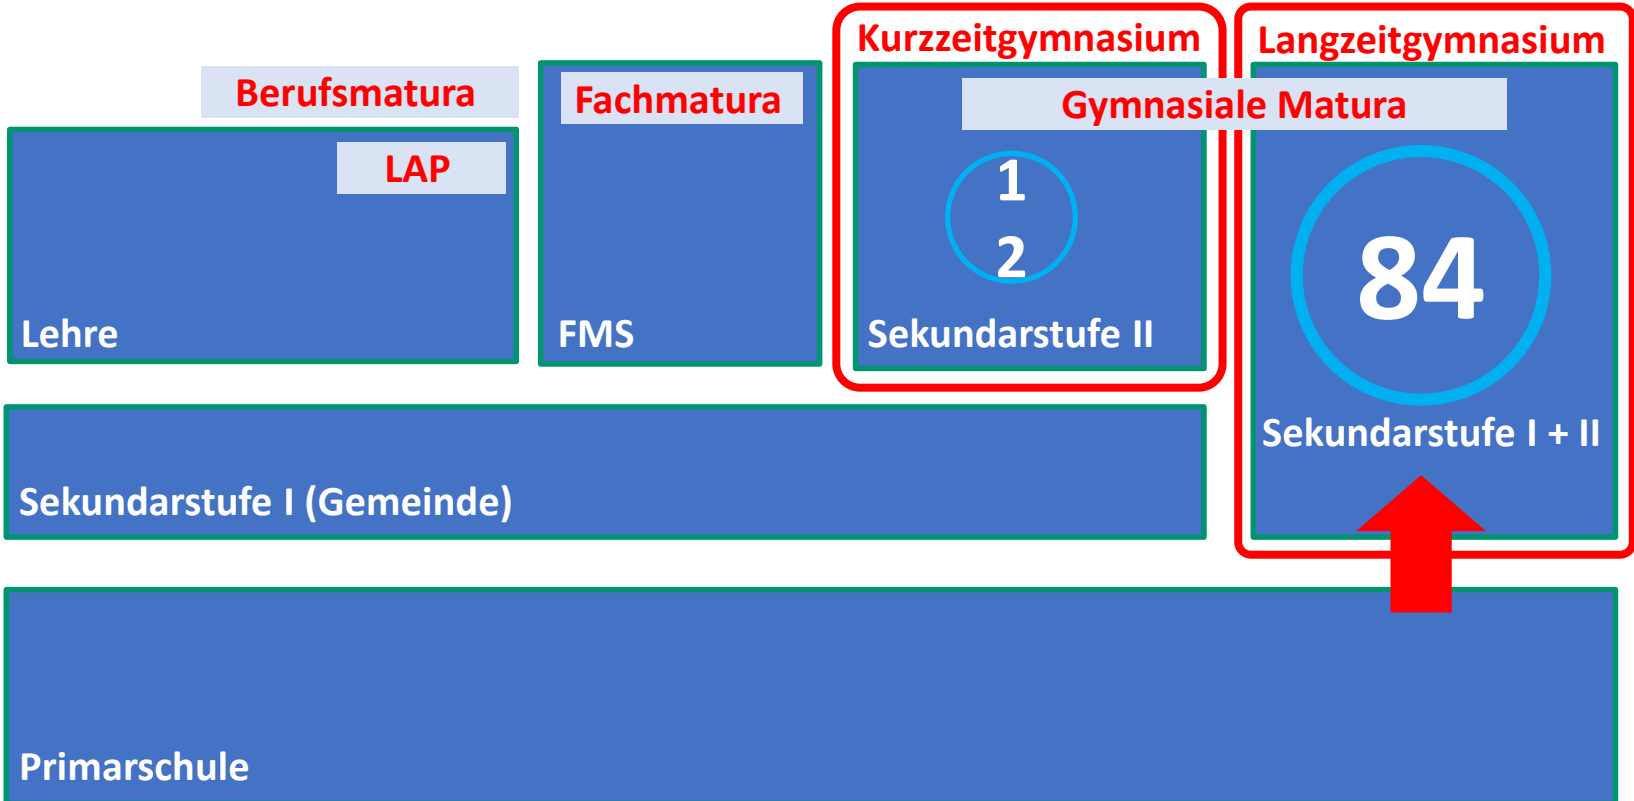 Kurzzeitgymnasium
Langzeitgymnasium
Berufsmatura
Fachmatura
Gymnasiale Matura
LAP
1
2
84
Lehre
FMS
Sekundarstufe II
Sekundarstufe I + II
Sekundarstufe I (Gemeinde)
Primarschule